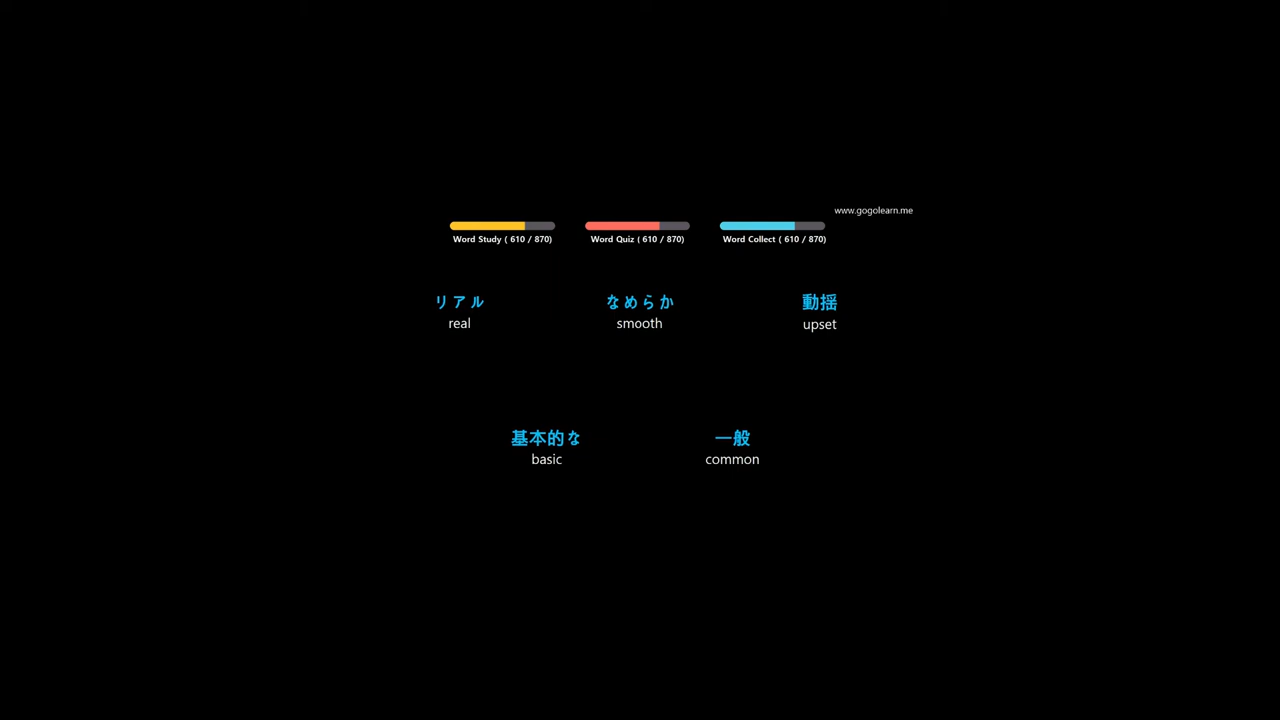 www.gogolearn.me
Word Study ( 610 / 870)
Word Quiz ( 610 / 870)
Word Collect ( 610 / 870)
リアル
real
なめらか
smooth
動揺
upset
基本的な
basic
一般
common